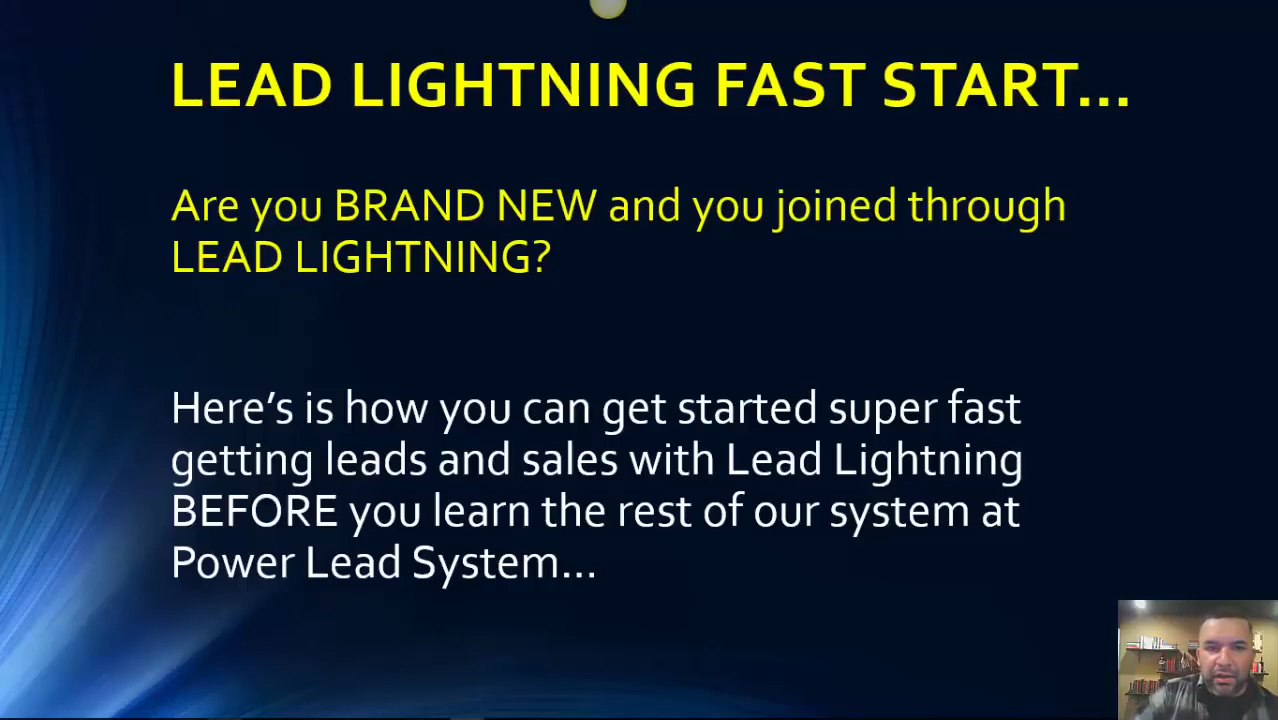 LEAD LIGHTNING FAST START...
Are you BRAND NEW and you joined through
LEAD LIGHTNING?
Here's is how you can get started super fast
getting leads and sales with Lead Lightning
BEFORE you learn the rest of our system at
Power Lead System...